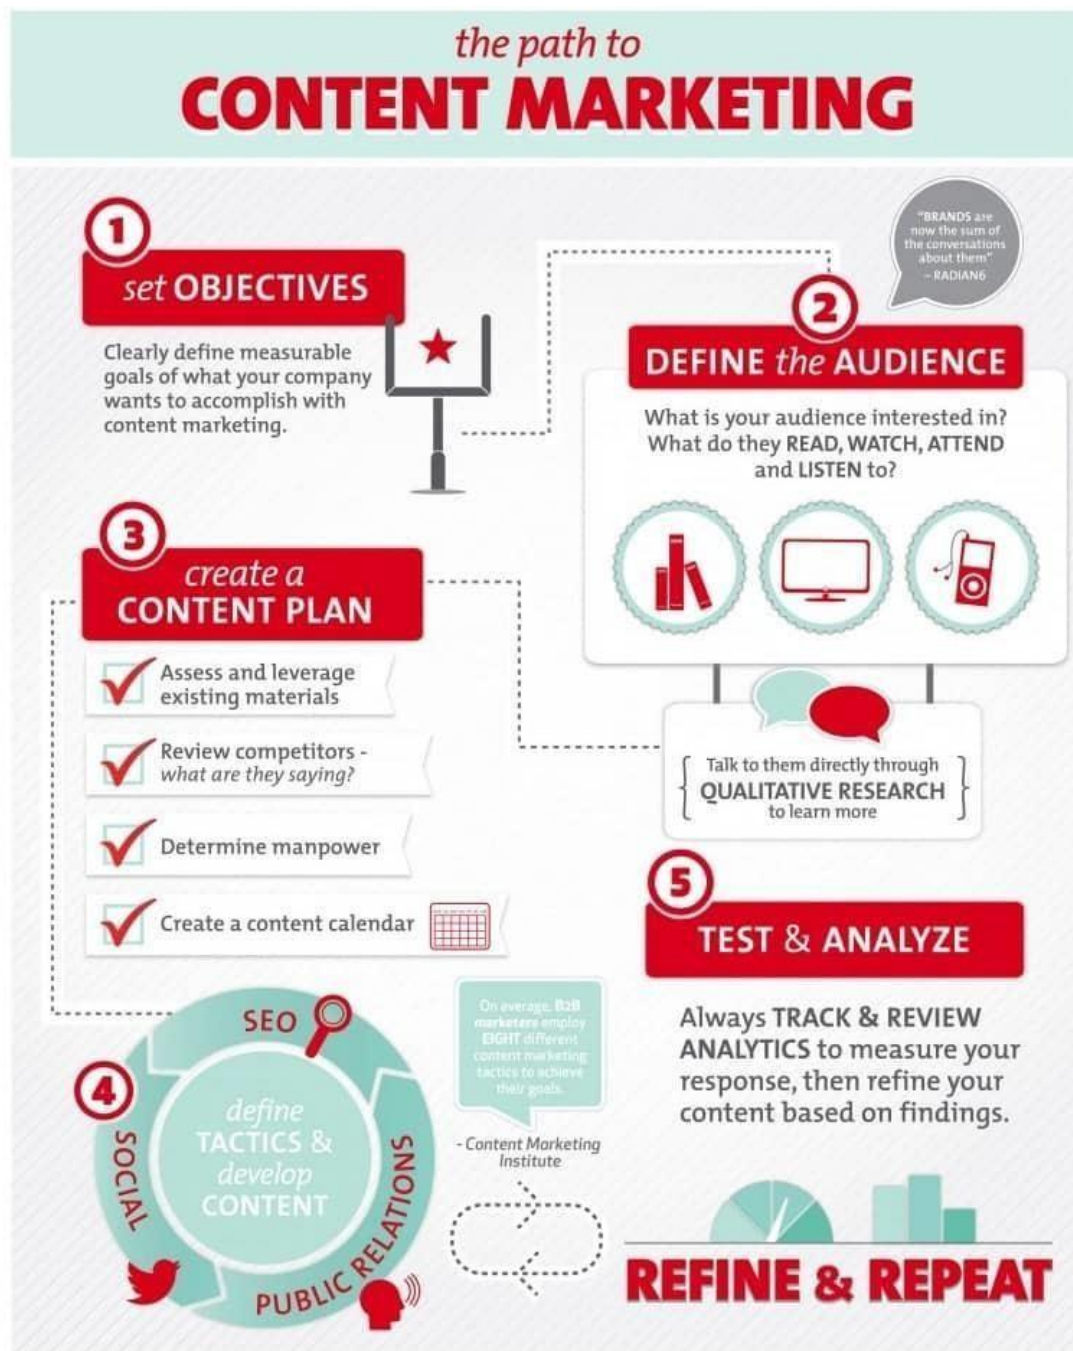 the path to
CONTENT MARKETING
1
set OBJECTIVES
Clearly define measurable
goals of what your company
wants to accomplish with
content marketing.
"BRANDS are
now the sum of
the conversations
about them"
– RADIAN6
2
DEFINE the AUDIENCE
What is your audience interested in?
What do they READ, WATCH, ATTEND
and LISTEN to?
{ Talk to them directly through
QUALITATIVE RESEARCH
to learn more }
3
create a
CONTENT PLAN
Assess and leverage
existing materials
Review competitors -
what are they saying?
Determine manpower
Create a content calendar
4
define
TACTICS &
develop
CONTENT
SEO
PUBLIC RELATIONS
SOCIAL
On average, B2B
marketers employ
EIGHT different
content marketing
tactics to achieve
their goals.
- Content Marketing
Institute
5
TEST & ANALYZE
Always TRACK & REVIEW
ANALYTICS to measure your
response, then refine your
content based on findings.
REFINE & REPEAT